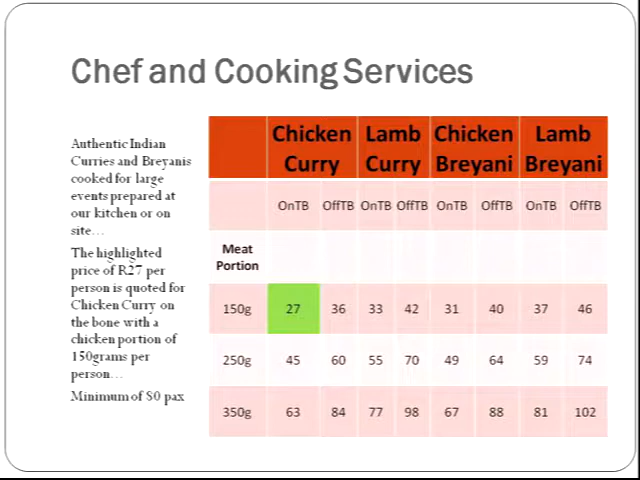 Chef and Cooking Services
Authentic Indian
Curries and Breyanis
cooked for large
events prepared at
our kitchen or on
site…
The highlighted
price of R27 per
person is quoted for
Chicken Curry on
the bone with a
chicken portion of
150grams per
person…
Minimum of 80 pax
Chicken Curry Lamb Curry Chicken Breyani Lamb Breyani
OnTB OffTB OnTB OffTB OnTB OffTB OnTB OffTB
Meat Portion
150g 27 36 33 42 31 40 37 46
250g 45 60 55 70 49 64 59 74
350g 63 84 77 98 67 88 81 102